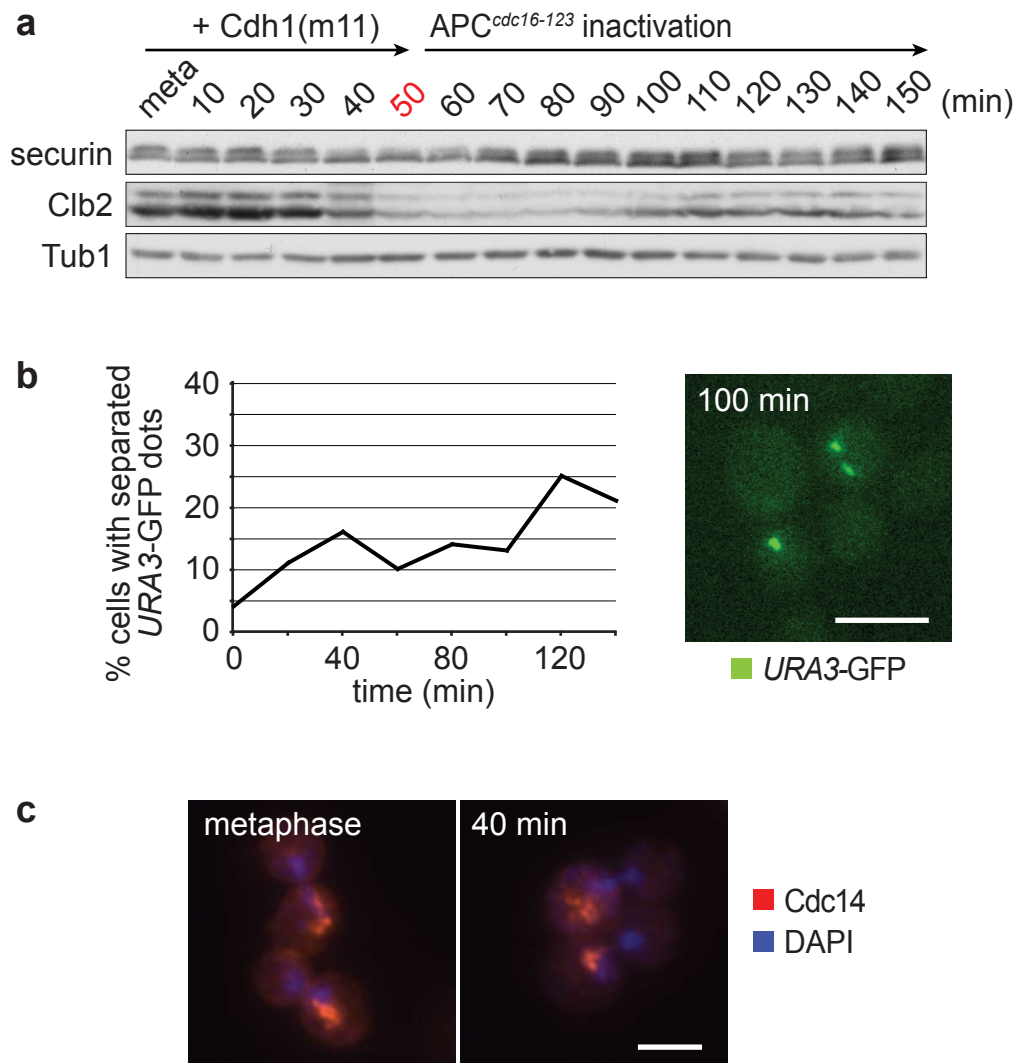 a
+ Cdh1(m11) APCcdc16-123 inactivation
meta 10 20 30 40 50 60 70 80 90 100 110 120 130 140 150 (min)
securin
Clb2
Tub1
b
% cells with separated
URA3-GFP dots
40
30
20
10
0
0 40 80 120
time (min)
100 min
URA3-GFP
c
metaphase 40 min
Cdc14
DAPI